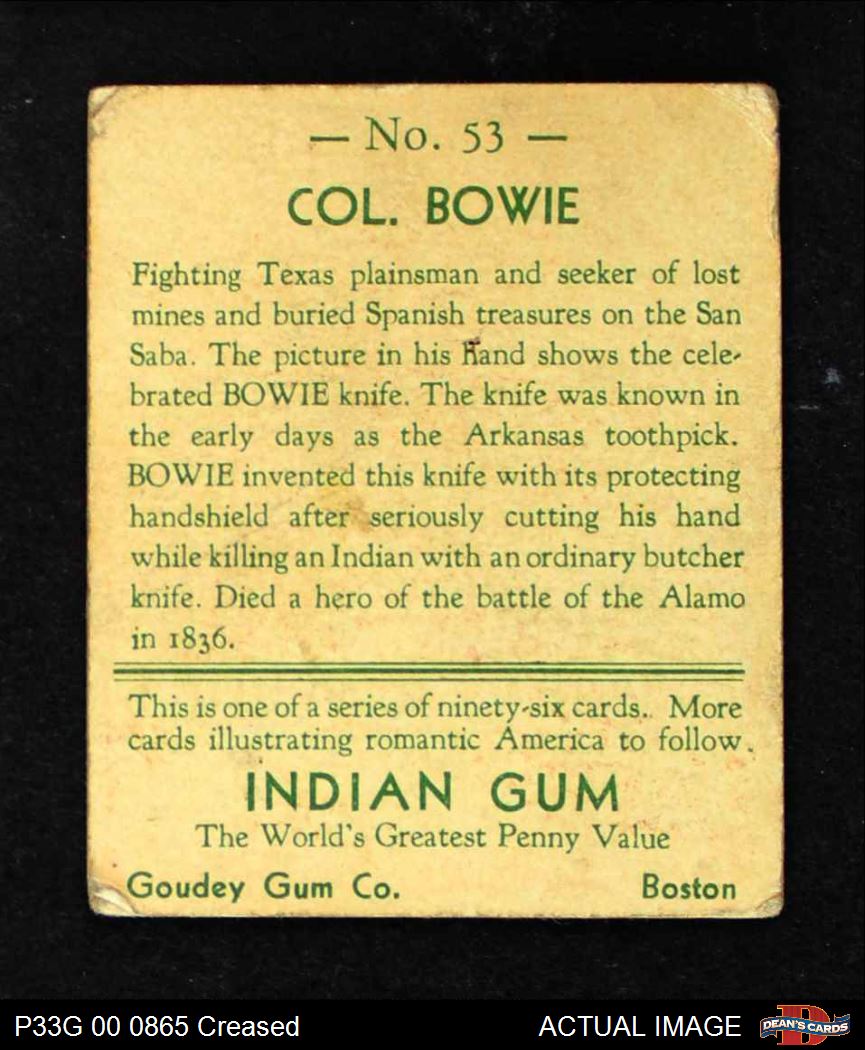 — No. 53 —
COL. BOWIE
Fighting Texas plainsman and seeker of lost
mines and buried Spanish treasures on the San
Saba. The picture in his hand shows the cele-
brated BOWIE knife. The knife was known in
the early days as the Arkansas toothpick.
BOWIE invented this knife with its protecting
handshield after seriously cutting his hand
while killing an Indian with an ordinary butcher
knife. Died a hero of the battle of the Alamo
in 1836.
This is one of a series of ninety-six cards. More
cards illustrating romantic America to follow.
INDIAN GUM
The World's Greatest Penny Value
Goudey Gum Co. Boston
P33G 00 0865 Creased ACTUAL IMAGE D DEAN'S CARDS